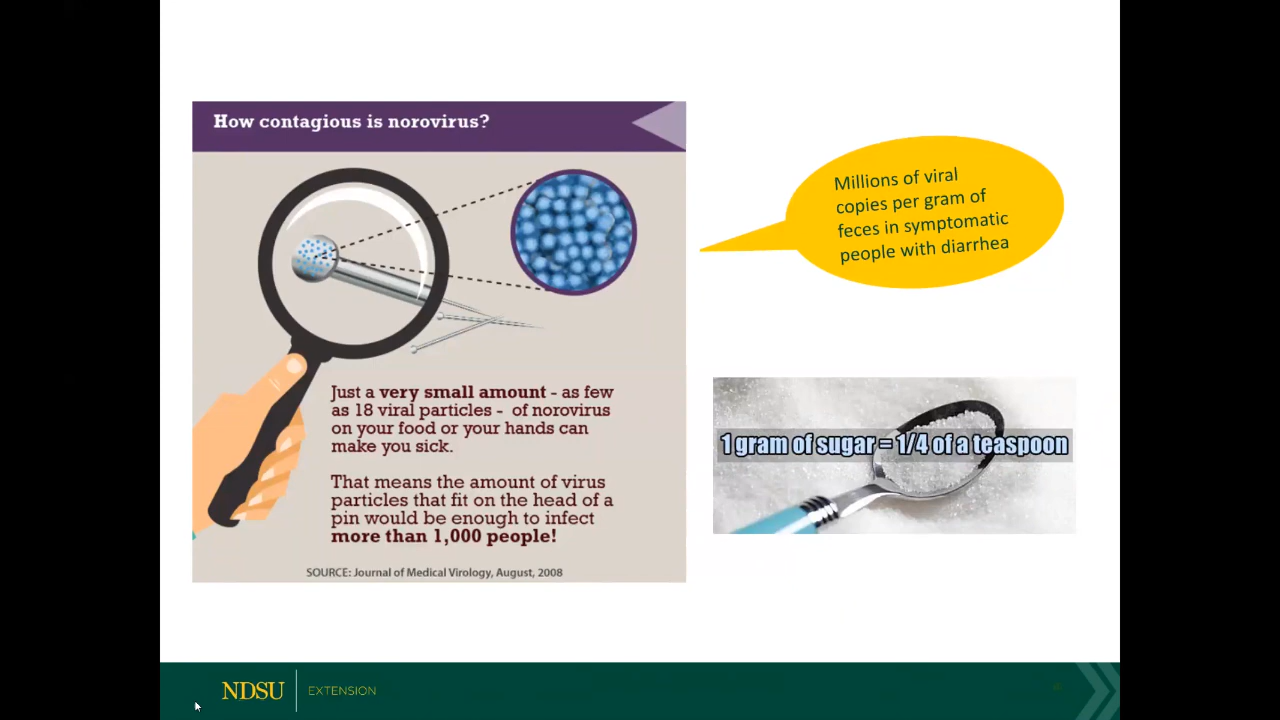 How contagious is norovirus?
Just a very small amount - as few
as 18 viral particles - of norovirus
on your food or your hands can
make you sick.
That means the amount of virus
particles that fit on the head of a
pin would be enough to infect
more than 1,000 people!
SOURCE: Journal of Medical Virology, August, 2008
Millions of viral
copies per gram of
feces in symptomatic
people with diarrhea
1 gram of sugar = 1/4 of a teaspoon
NDSU
EXTENSION